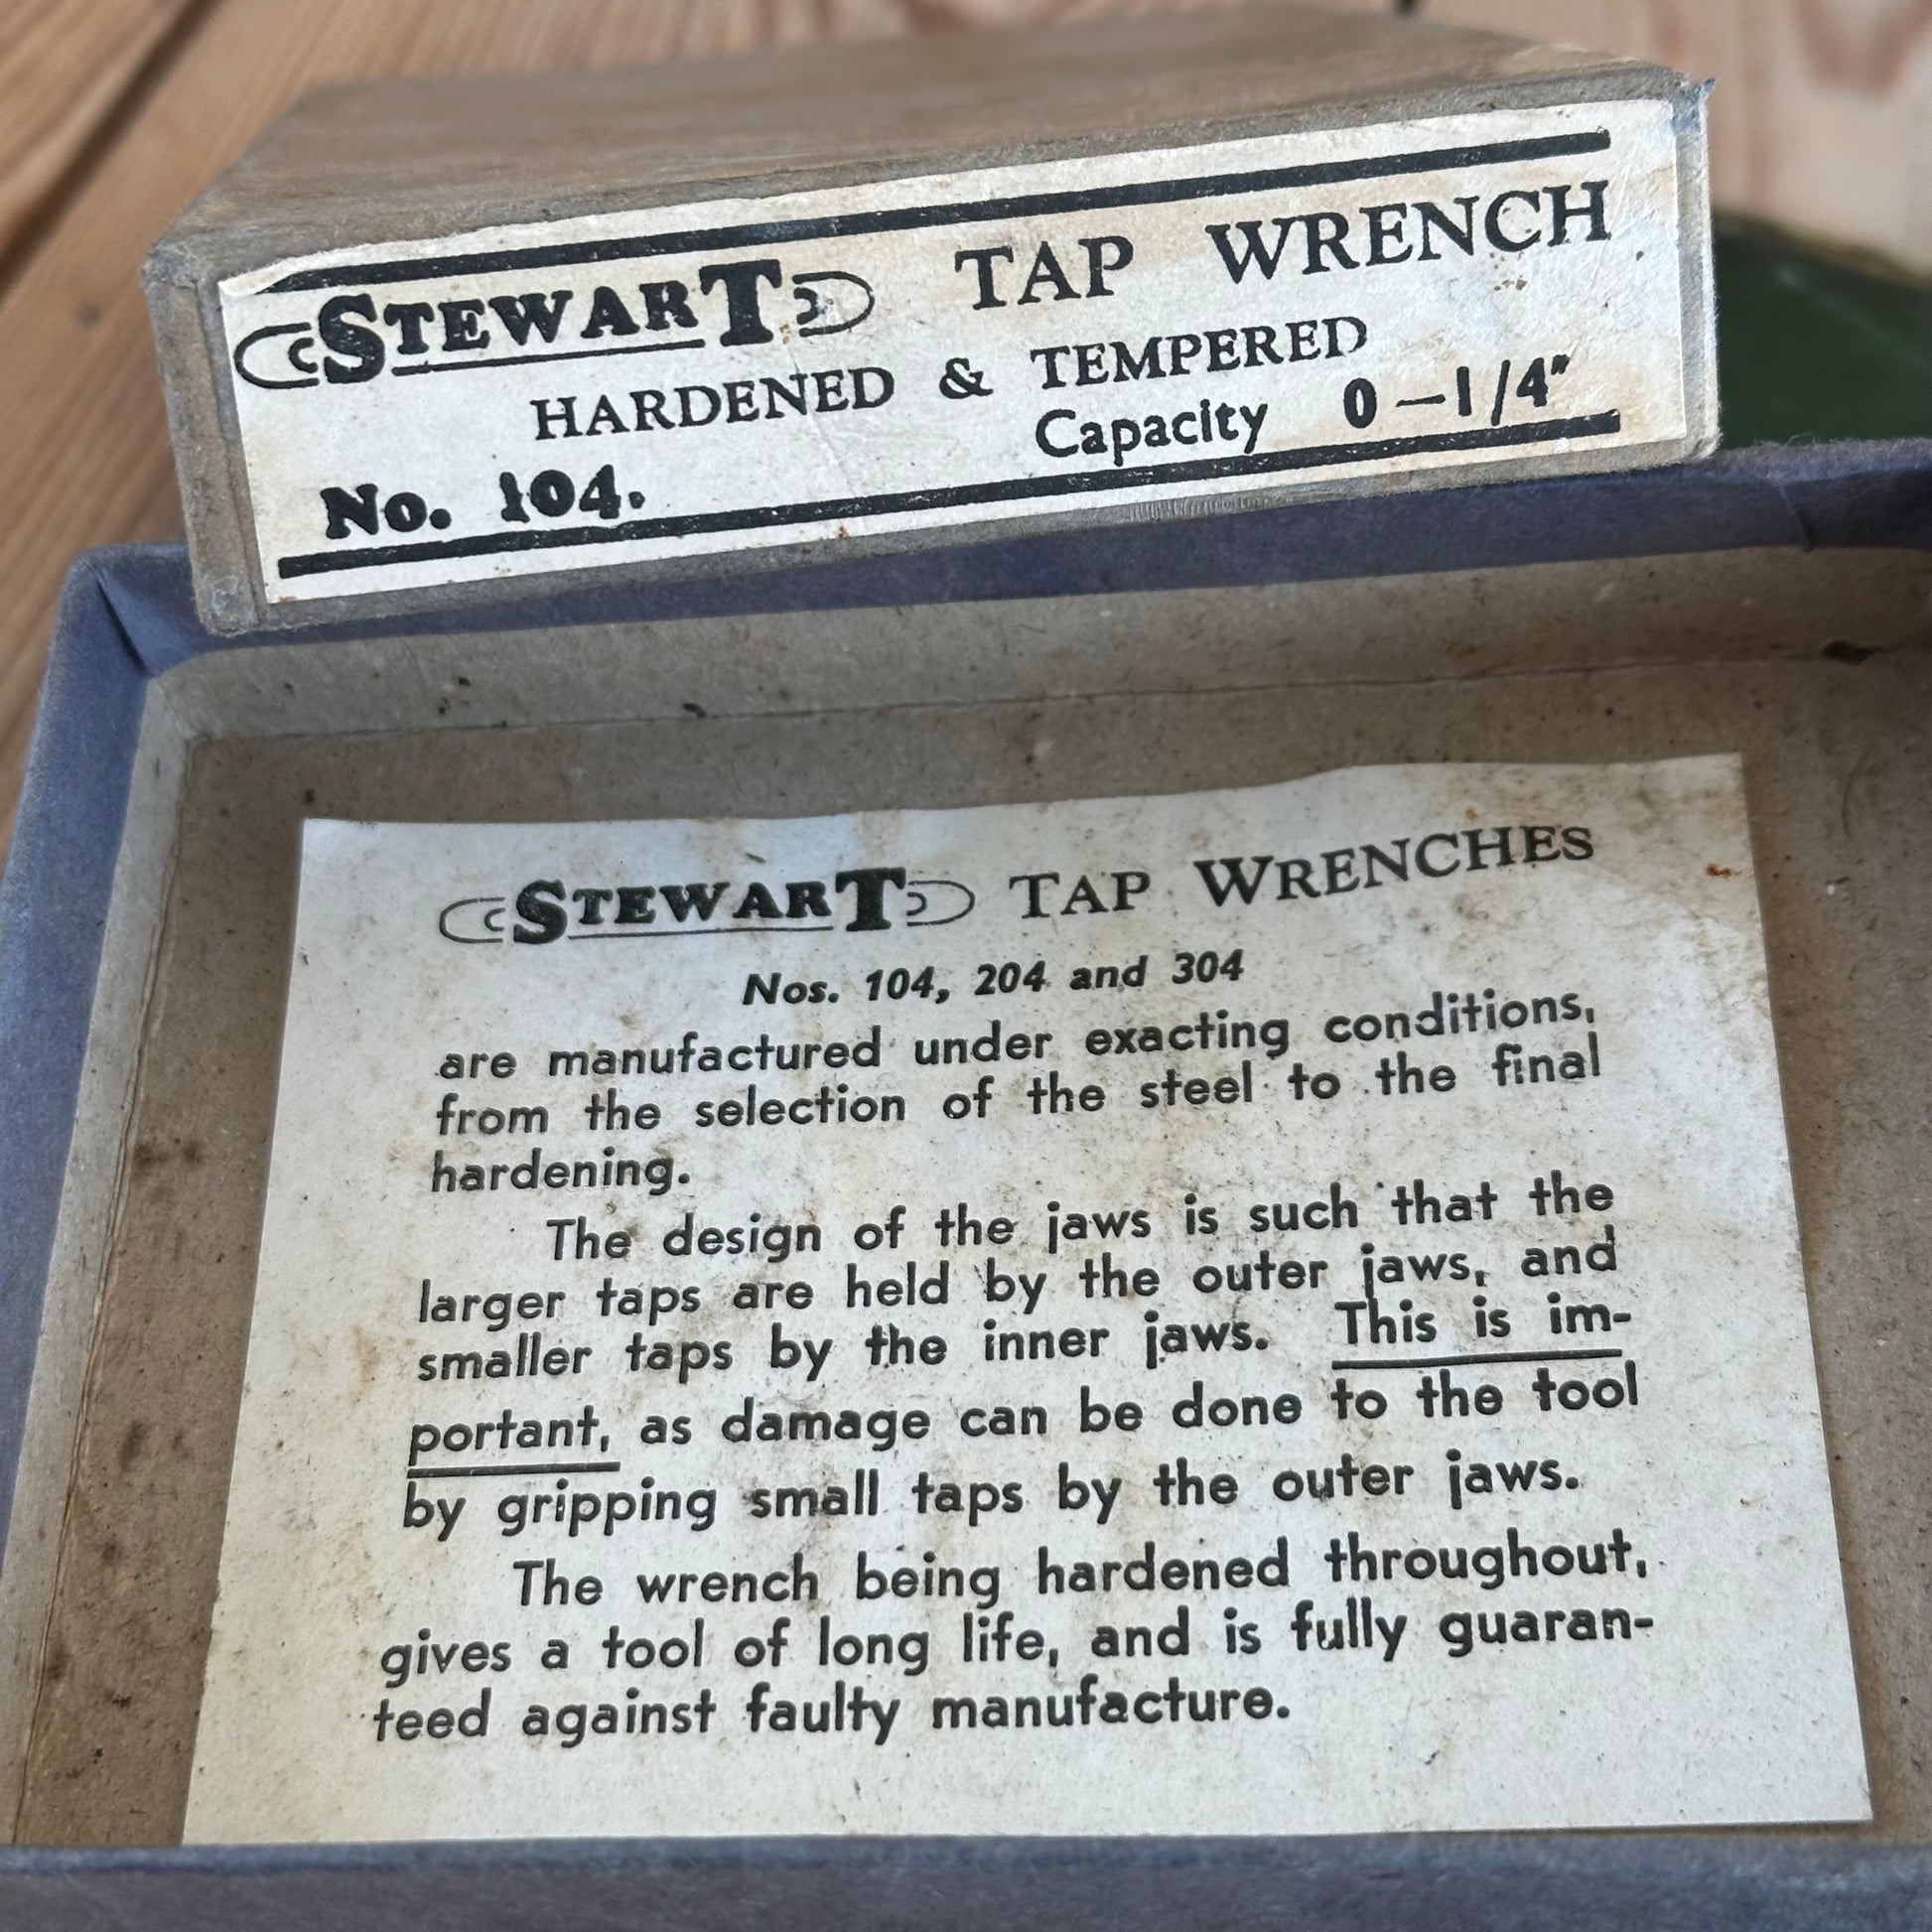 STEWART TAP WRENCH
HARDENED & TEMPERED
No. 104. Capacity 0—1/4"
STEWART TAP WRENCHES
Nos. 104, 204 and 304
are manufactured under exacting conditions,
from the selection of the steel to the final
hardening.
The design of the jaws is such that the
larger taps are held by the outer jaws, and
smaller taps by the inner jaws. This is im-
portant, as damage can be done to the tool
by gripping small taps by the outer jaws.
The wrench being hardened throughout,
gives a tool of long life, and is fully guaran-
teed against faulty manufacture.